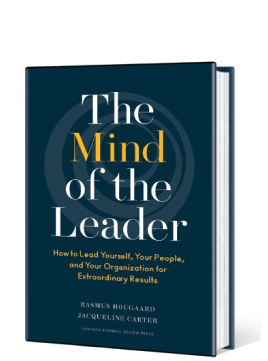 The
Mind
of the
Leader
How to Lead Yourself, Your People,
and Your Organization for
Extraordinary Results
RASMUS HOUGAARD
JACQUELINE CARTER
HARVARD BUSINESS REVIEW PRESS